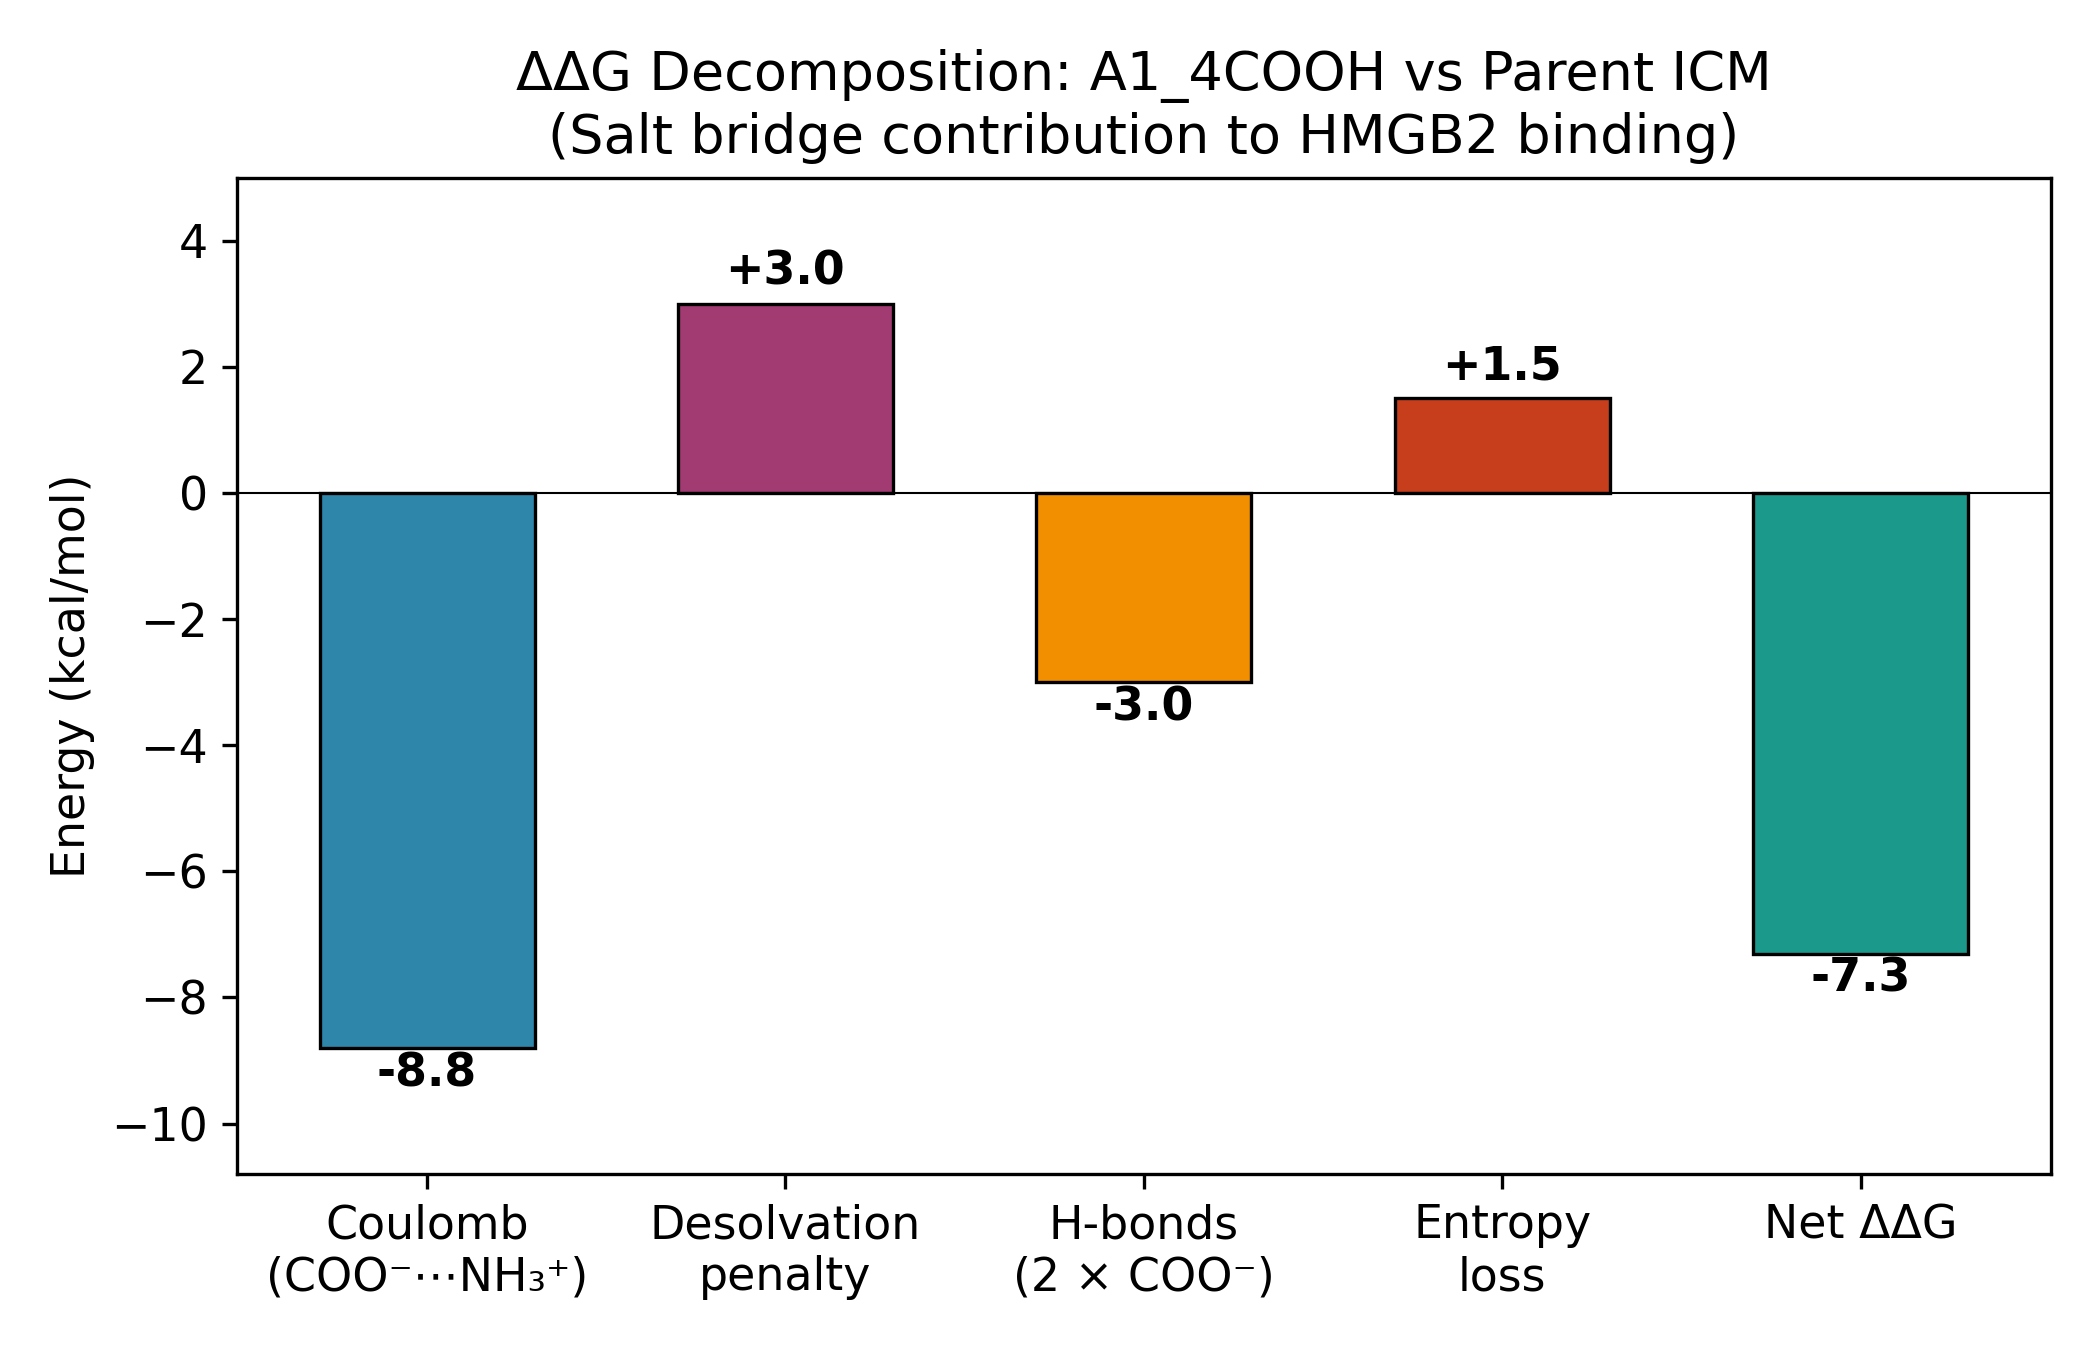 ΔΔG Decomposition: A1_4COOH vs Parent ICM
(Salt bridge contribution to HMGB2 binding)
Energy (kcal/mol)
4
2
0
−2
−4
−6
−8
−10
-8.8
+3.0
-3.0
+1.5
-7.3
Coulomb
(COO⁻⋯NH₃⁺)
Desolvation
penalty
H-bonds
(2 × COO⁻)
Entropy
loss
Net ΔΔG